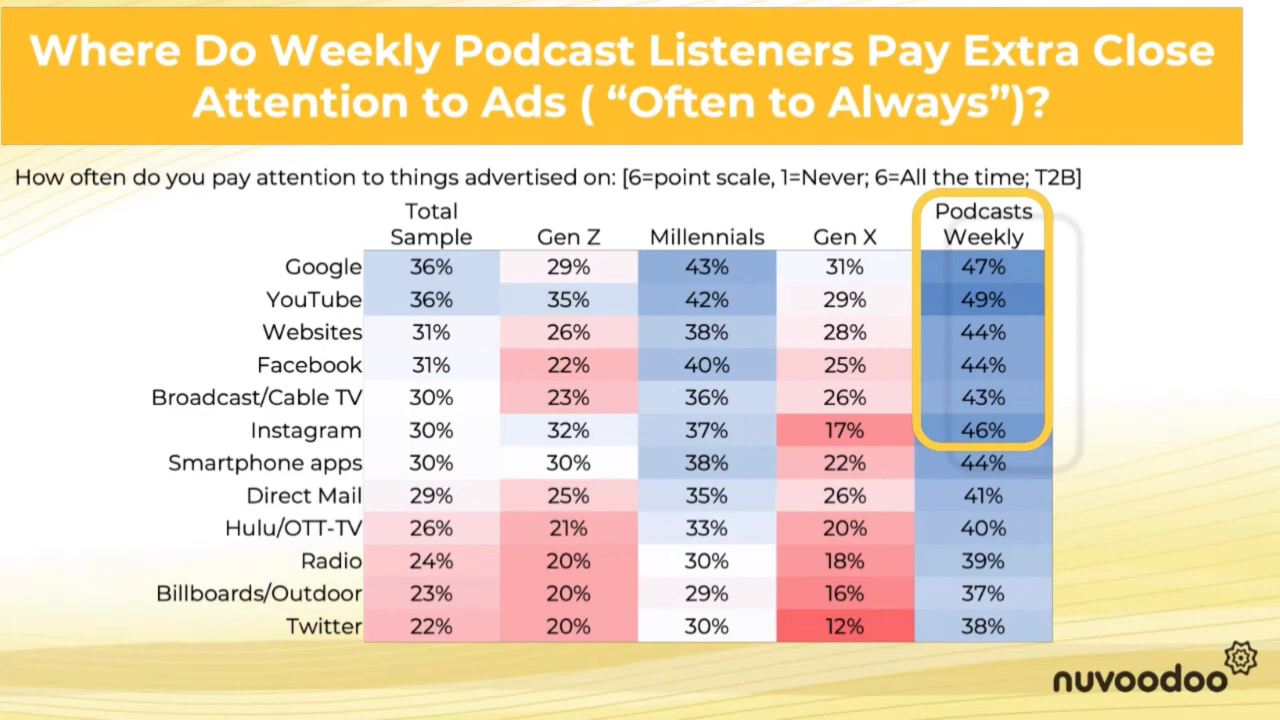 Where Do Weekly Podcast Listeners Pay Extra Close
Attention to Ads ( “Often to Always”)?
How often do you pay attention to things advertised on: [6=point scale, 1=Never; 6=All the time; T2B]
Total Sample Gen Z Millennials Gen X Podcasts Weekly
Google 36% 29% 43% 31% 47%
YouTube 36% 35% 42% 29% 49%
Websites 31% 26% 38% 28% 44%
Facebook 31% 22% 40% 25% 44%
Broadcast/Cable TV 30% 23% 36% 26% 43%
Instagram 30% 32% 37% 17% 46%
Smartphone apps 30% 30% 38% 22% 44%
Direct Mail 29% 25% 35% 26% 41%
Hulu/OTT-TV 26% 21% 33% 20% 40%
Radio 24% 20% 30% 18% 39%
Billboards/Outdoor 23% 20% 29% 16% 37%
Twitter 22% 20% 30% 12% 38%
nuvoodoo